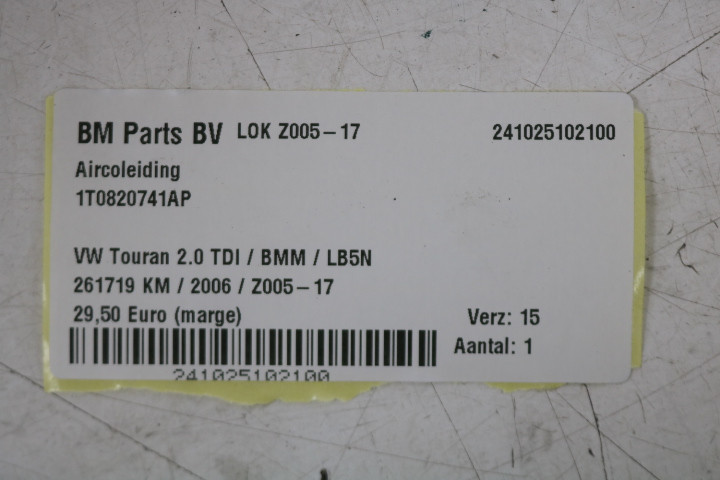 BM Parts BV LOK Z005-17 241025102100
Aircoleiding
1T0820741AP
VW Touran 2.0 TDI / BMM / LB5N
261719 KM / 2006 / Z005-17
29,50 Euro (marge) Verz: 15
Aantal: 1
241025102100